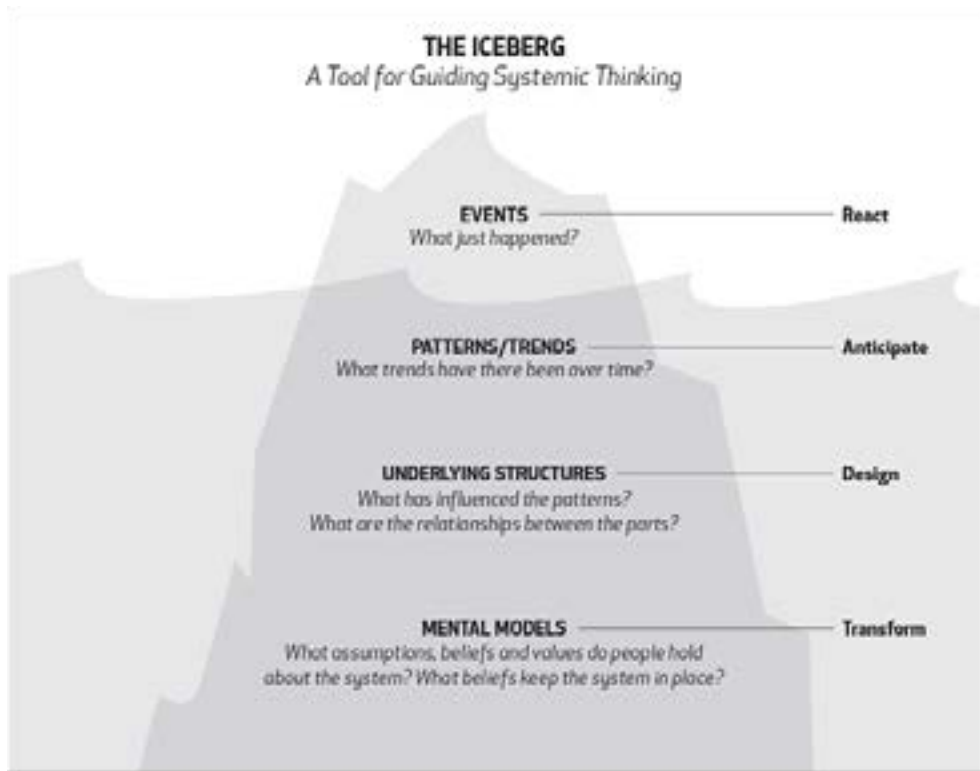 THE ICEBERG
A Tool for Guiding Systemic Thinking
EVENTS
React
What just happened?
PATTERNS/TRENDS
Anticipate
What trends have there been over time?
UNDERLYING STRUCTURES
Design
What has influenced the patterns?
What are the relationships between the parts?
MENTAL MODELS
Transform
What assumptions, beliefs and values do people hold
about the system? What beliefs keep the system in place?